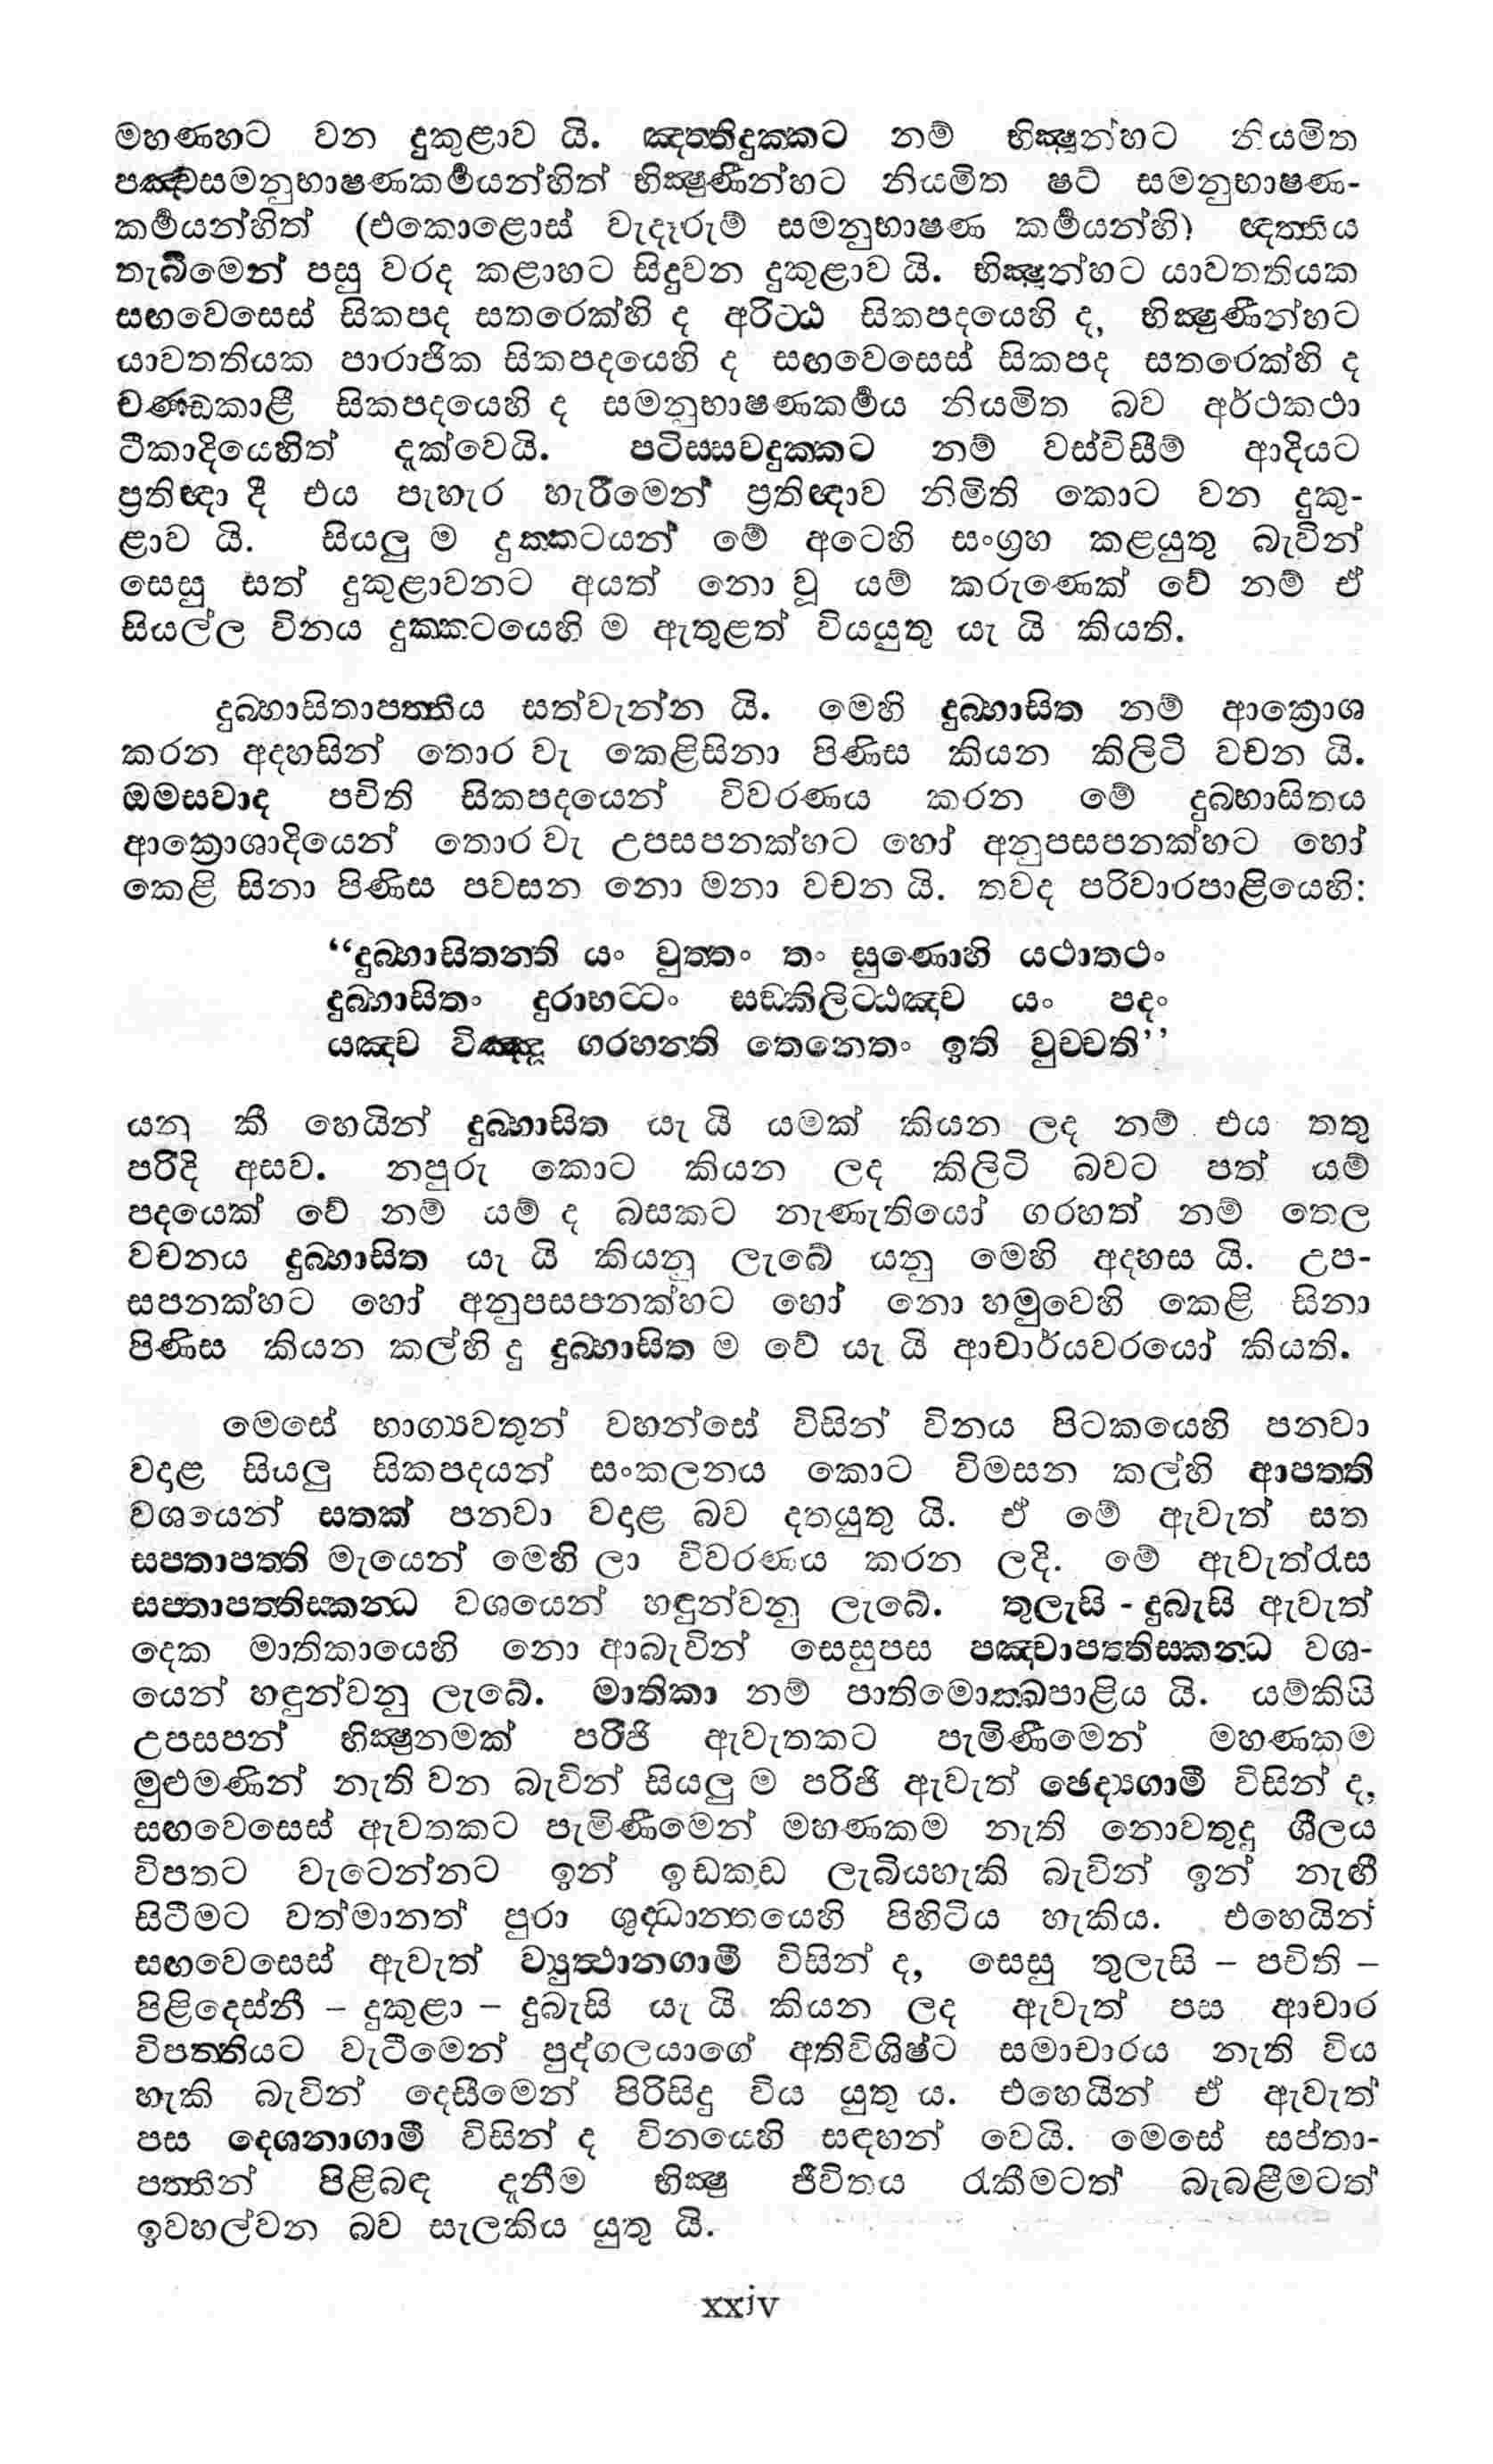 මහණහට වන දුකුළාව යි. ඤත්තිදුක්කට නම් භික්‍ෂූන්හට නියමිත
පඤ්චසමනුභාෂණකර්‍මයන්හිත් භික්‍ෂුණීන්හට නියමිත ෂට් සමනුභාෂණ-
කර්‍මයන්හිත් (එකොළොස් වැදෑරුම් සමනුභාෂණ කර්‍මයන්හි) ඥත්තිය
තැබීමෙන් පසු වරද කළාහට සිදුවන දුකුළාව යි. භික්‍ෂූන්හට යාවතතියක
සඟවෙසෙස් සිකපද සතරෙක්හි ද අරිට්ඨ සිකපදයෙහි ද, භික්‍ෂුණීන්හට
යාවතතියක පාරාජික සිකපදයෙහි ද සඟවෙසෙස් සිකපද සතරෙක්හි ද
චණ්ඩකාළී සිකපදයෙහි ද සමනුභාෂණකර්‍මය නියමිත බව අර්ථකථා
ටීකාදියෙහිත් දැක්වෙයි. පටිස්සවදුක්කට නම් වස්විසීම් ආදියට
ප්‍රතිඥා දී එය පැහැර හැරීමෙන් ප්‍රතිඥාව නිමිති කොට වන දුකු-
ළාව යි. සියලු ම දුක්කටයන් මේ අටෙහි සංග්‍රහ කළයුතු බැවින්
සෙසු සත් දුකුළාවනට අයත් නො වූ යම් කරුණෙක් වේ නම් ඒ
සියල්ල විනය දුක්කටයෙහි ම ඇතුළත් වියයුතු යැ යි කියති.
දුබ්භාසිතාපත්තිය සත්වැන්න යි. මෙහි දුබ්භාසිත නම් ආක්‍රොශ
කරන අදහසින් තොර වැ කෙළිසිනා පිණිස කියන කිලිටි වචන යි.
ඔමසවාද පචිති සිකපදයෙන් විවරණය කරන මේ දුබ්භාසිතය
ආක්‍රොශාදියෙන් තොර වැ උපසපනක්හට හෝ අනුපසපනක්හට හෝ
කෙළි සිනා පිණිස පවසන නො මනා වචන යි. තවද පරිවාරපාළියෙහි:
“දුබ්භාසිතන්ති යං වුත්තං තං සුණොහි යථාතථං
දුබ්භාසිතං දුරාභට්ටං සඞ්කිලිට්ඨඤ්ච යං පදං
යඤ්ච විඤ්ඤූ ගරහන්ති තෙනෙතං ඉති වුච්චති”
යනු කී හෙයින් දුබ්භාසිත යැ යි යමක් කියන ලද නම් එය තතු
පරිදි අසව. නපුරු කොට කියන ලද කිලිටි බවට පත් යම්
පදයෙක් වේ නම් යම් ද බසකට නැණැතියෝ ගරහත් නම් තෙල
වචනය දුබ්භාසිත යැ යි කියනු ලැබේ යනු මෙහි අදහස යි. උප-
සපනක්හට හෝ අනුපසපනක්හට හෝ නො හමුවෙහි කෙළි සිනා
පිණිස කියන කල්හි දු දුබ්භාසිත ම වේ යැ යි ආචාර්යවරයෝ කියති.
මෙසේ භාග්‍යවතුන් වහන්සේ විසින් විනය පිටකයෙහි පනවා
වදාළ සියලු සිකපදයන් සංකලනය කොට විමසන කල්හි ආපත්ති
වශයෙන් සතක් පනවා වදාළ බව දතයුතු යි. ඒ මේ ඇවැත් සත
සප්තාපත්ති මැයෙන් මෙහි ලා විවරණය කරන ලදි. මේ ඇවැත්රැස
සප්තාපත්තිස්කන්‍ධ වශයෙන් හඳුන්වනු ලැබේ. තුලැසි - දුබැසි ඇවැත්
දෙක මාතිකායෙහි නො ආබැවින් සෙසුපස පඤ්චාපත්තිස්කන්‍ධ වශ-
යෙන් හඳුන්වනු ලැබේ. මාතිකා නම් පාතිමොක්ඛපාළිය යි. යම්කිසි
උපසපන් භික්‍ෂුනමක් පරිජි ඇවැතකට පැමිණීමෙන් මහණකම
මුළුමණින් නැති වන බැවින් සියලු ම පරිජි ඇවැත් ඡෙද්‍යගාමී විසින් ද,
සඟවෙසෙස් ඇවතකට පැමිණීමෙන් මහණකම නැති නොවතුදු ශීලය
විපතට වැටෙන්නට ඉන් ඉඩකඩ ලැබියහැකි බැවින් ඉන් නැඟී
සිටීමට වත්මානත් පුරා ශුද්ධාන්තයෙහි පිහිටිය හැකිය. එහෙයින්
සඟවෙසෙස් ඇවැත් ව්‍යුත්‍ථානගාමී විසින් ද, සෙසු තුලැසි – පචිති –
පිළිදෙස්නී – දුකුළා – දුබැසි යැ යි කියන ලද ඇවැත් පස ආචාර
විපත්තියට වැටීමෙන් පුද්ගලයාගේ අතිවිශිෂ්ට සමාචාරය නැති විය
හැකි බැවින් දෙසීමෙන් පිරිසිදු විය යුතු ය. එහෙයින් ඒ ඇවැත්
පස දෙශනාගාමී විසින් ද විනයෙහි සඳහන් වෙයි. මෙසේ සප්තා-
පත්තීන් පිළිබඳ දැනීම භික්‍ෂු ජීවිතය රැකීමටත් බැබළීමටත්
ඉවහල්වන බව සැලකිය යුතු යි.
xxiv